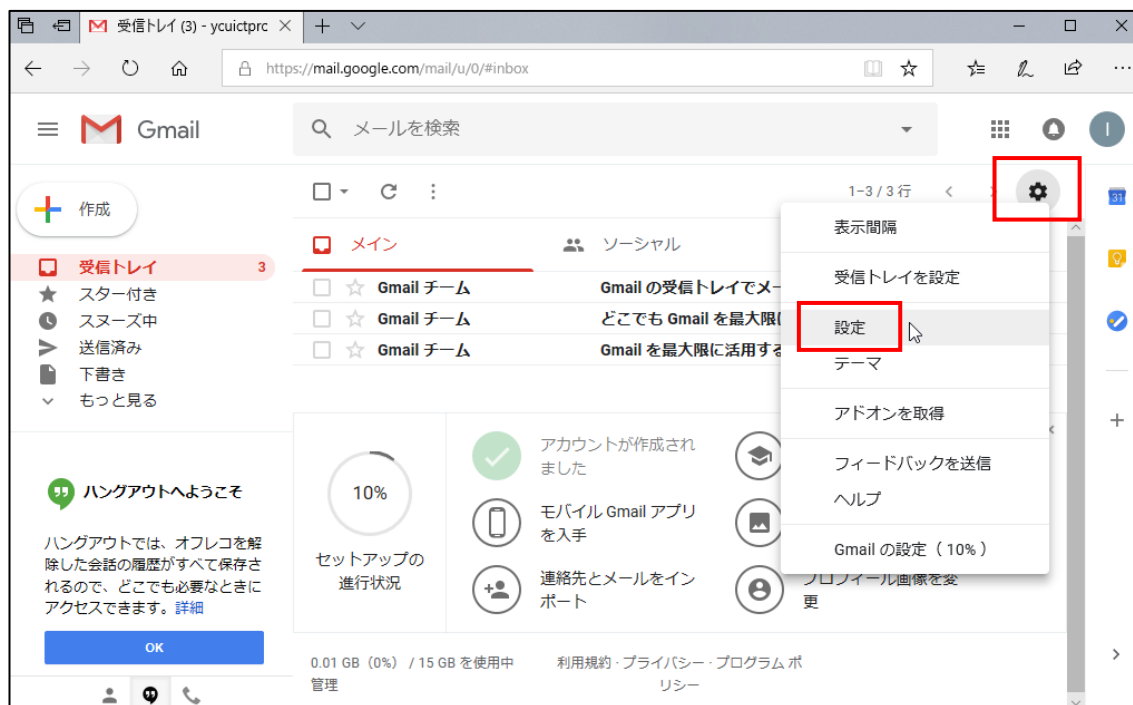 受信トレイ (3) - ycuictprc
https://mail.google.com/mail/u/0/#inbox
Gmail
メールを検索
I
作成
1–3 / 3 行
31
メイン
ソーシャル
受信トレイ 3
スター付き
スヌーズ中
送信済み
下書き
もっと見る
Gmail チーム Gmail の受信トレイでメー
Gmail チーム どこでも Gmail を最大限
Gmail チーム Gmail を最大限に活用する
表示間隔
受信トレイを設定
設定
テーマ
アドオンを取得
フィードバックを送信
ヘルプ
Gmail の設定（10%）
ハングアウトへようこそ
ハングアウトでは、オフレコを解
除した会話の履歴がすべて保存さ
れるので、どこでも必要なときに
アクセスできます。詳細
OK
10%
セットアップの
進行状況
アカウントが作成され
ました
モバイル Gmail アプリ
を入手
連絡先とメールをイン
ポート
プロフィール画像を変
更
0.01 GB（0%） / 15 GB を使用中
管理
利用規約 · プライバシー · プログラム ポ
リシー